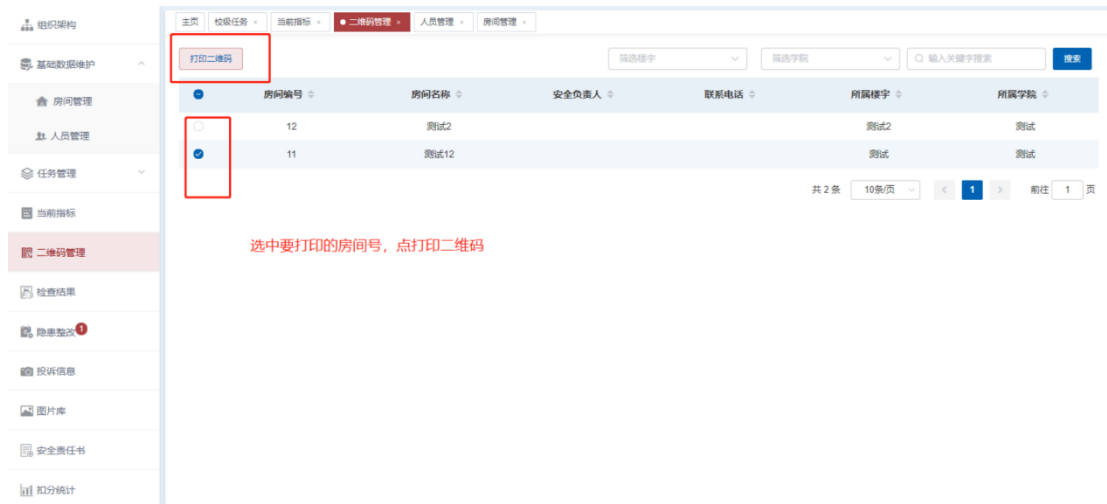 组织架构
基础数据维护
房间管理
人员管理
任务管理
当前指标
二维码管理
检查结果
隐患整改 1
投诉信息
图片库
安全责任书
扣分统计
主页 校级任务 × 当前指标 × 二维码管理 × 人员管理 × 房间管理 ×
打印二维码 筛选楼宇 筛选学院 输入关键字搜索 搜索
房间编号 房间名称 安全负责人 联系电话 所属楼宇 所属学院
12 测试2 测试2 测试
11 测试12 测试 测试
共 2 条 10条/页 < 1 > 前往 1 页
选中要打印的房间号，点打印二维码